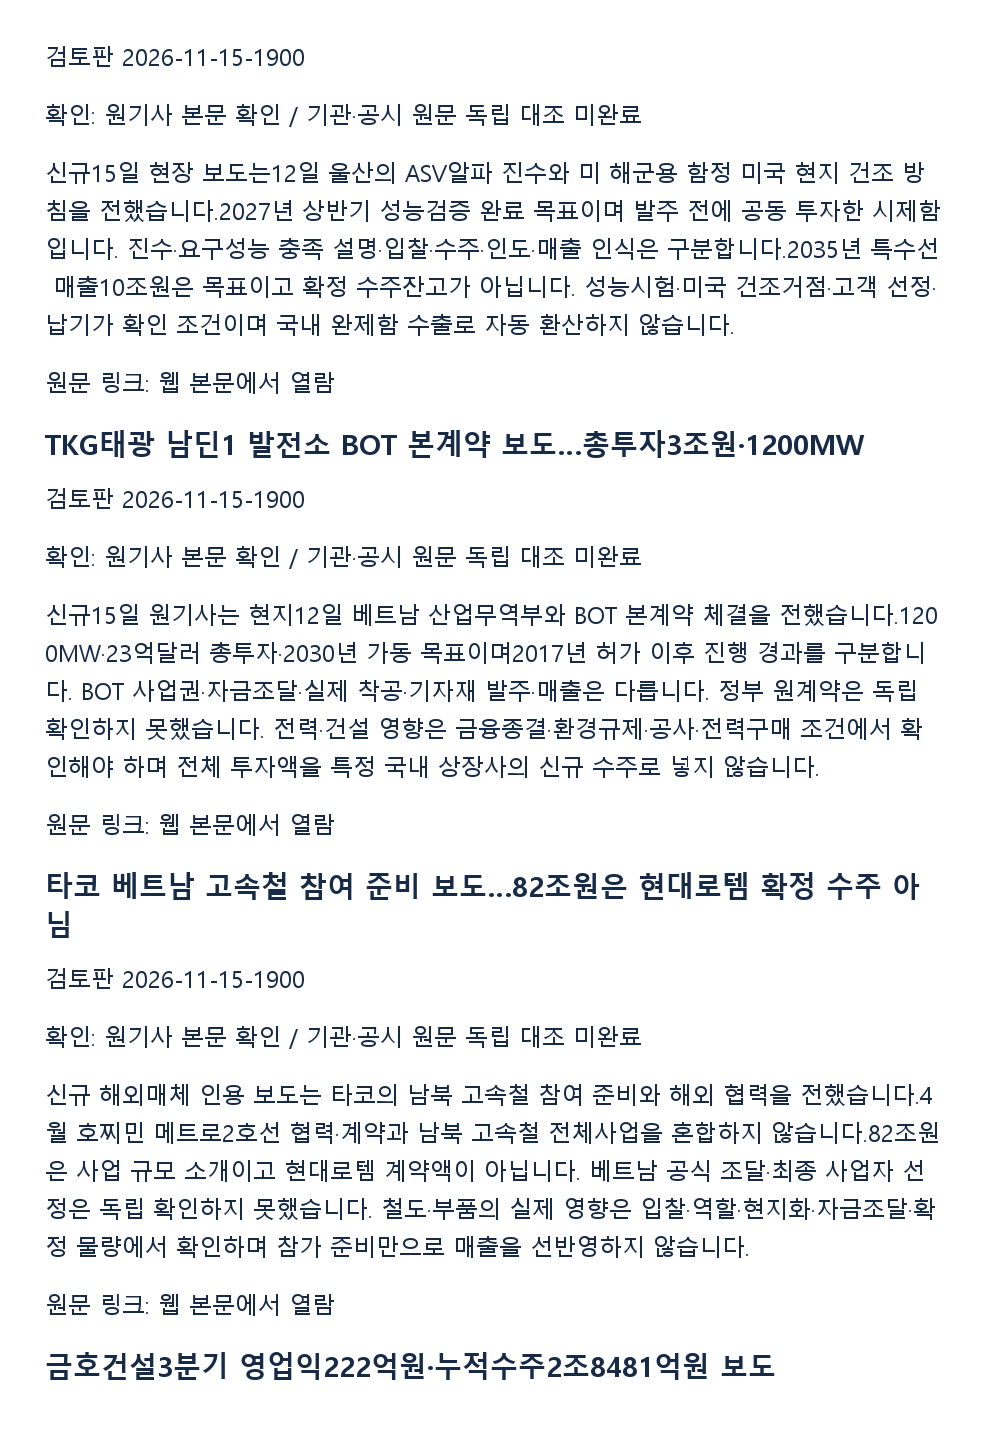 검토판 2026-11-15-1900
확인: 원기사 본문 확인 / 기관·공시 원문 독립 대조 미완료
신규15일 현장 보도는12일 울산의 ASV알파 진수와 미 해군용 함정 미국 현지 건조 방
침을 전했습니다.2027년 상반기 성능검증 완료 목표이며 발주 전에 공동 투자한 시제함
입니다. 진수·요구성능 충족 설명·입찰·수주·인도·매출 인식은 구분합니다.2035년 특수선
매출10조원은 목표이고 확정 수주잔고가 아닙니다. 성능시험·미국 건조거점·고객 선정·
납기가 확인 조건이며 국내 완제함 수출로 자동 환산하지 않습니다.
원문 링크: 웹 본문에서 열람
TKG태광 남딘1 발전소 BOT 본계약 보도...총투자3조원·1200MW
검토판 2026-11-15-1900
확인: 원기사 본문 확인 / 기관·공시 원문 독립 대조 미완료
신규15일 원기사는 현지12일 베트남 산업무역부와 BOT 본계약 체결을 전했습니다.120
0MW·23억달러 총투자·2030년 가동 목표이며2017년 허가 이후 진행 경과를 구분합니
다. BOT 사업권·자금조달·실제 착공·기자재 발주·매출은 다릅니다. 정부 원계약은 독립
확인하지 못했습니다. 전력·건설 영향은 금융종결·환경규제·공사·전력구매 조건에서 확
인해야 하며 전체 투자액을 특정 국내 상장사의 신규 수주로 넣지 않습니다.
원문 링크: 웹 본문에서 열람
타코 베트남 고속철 참여 준비 보도...82조원은 현대로템 확정 수주 아
님
검토판 2026-11-15-1900
확인: 원기사 본문 확인 / 기관·공시 원문 독립 대조 미완료
신규 해외매체 인용 보도는 타코의 남북 고속철 참여 준비와 해외 협력을 전했습니다.4
월 호찌민 메트로2호선 협력·계약과 남북 고속철 전체사업을 혼합하지 않습니다.82조원
은 사업 규모 소개이고 현대로템 계약액이 아닙니다. 베트남 공식 조달·최종 사업자 선
정은 독립 확인하지 못했습니다. 철도·부품의 실제 영향은 입찰·역할·현지화·자금조달·확
정 물량에서 확인하며 참가 준비만으로 매출을 선반영하지 않습니다.
원문 링크: 웹 본문에서 열람
금호건설3분기 영업익222억원·누적수주2조8481억원 보도